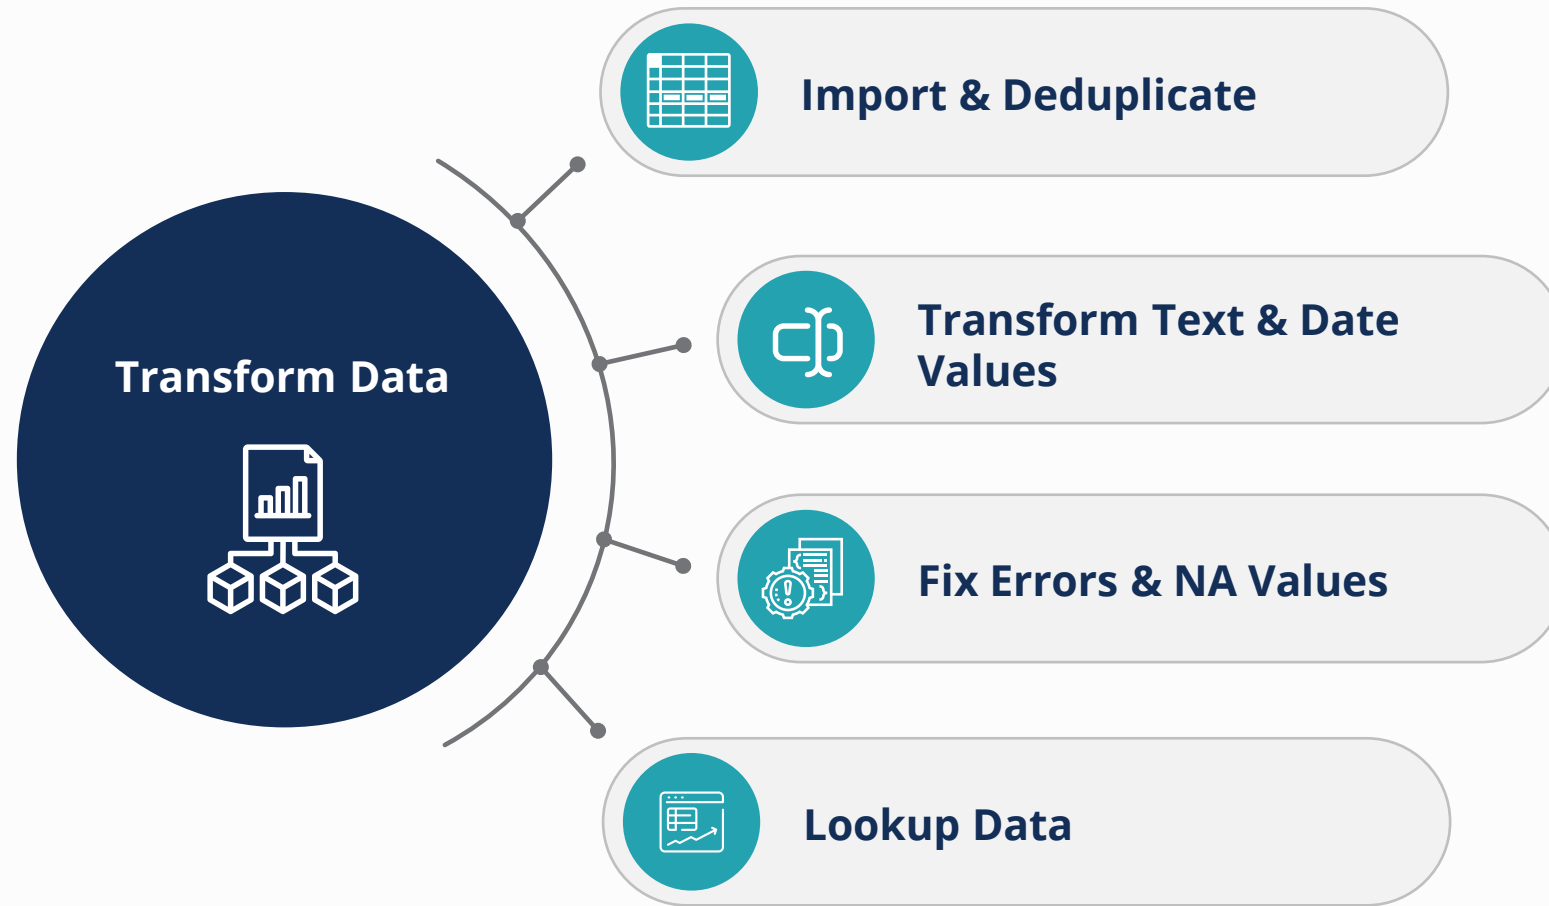 Import & Deduplicate
Transform Text & Date
Values
Transform Data
Fix Errors & NA Values
Lookup Data